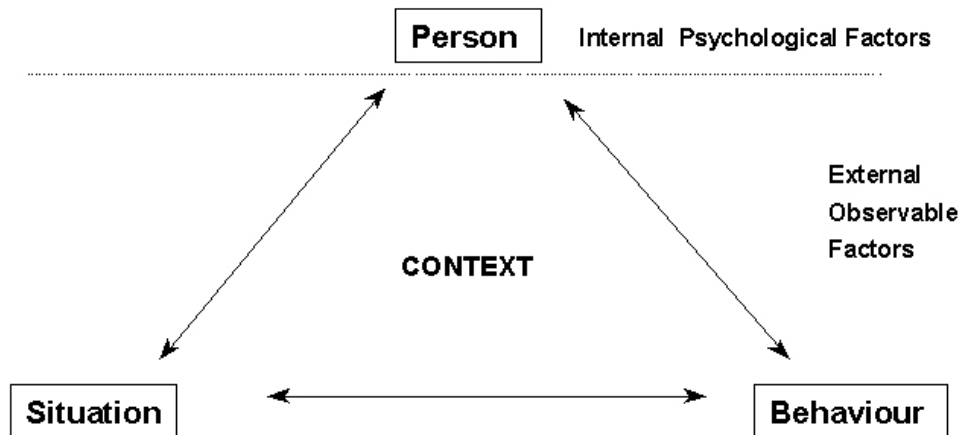 Person
Internal Psychological Factors
External
Observable
Factors
CONTEXT
Situation
Behaviour